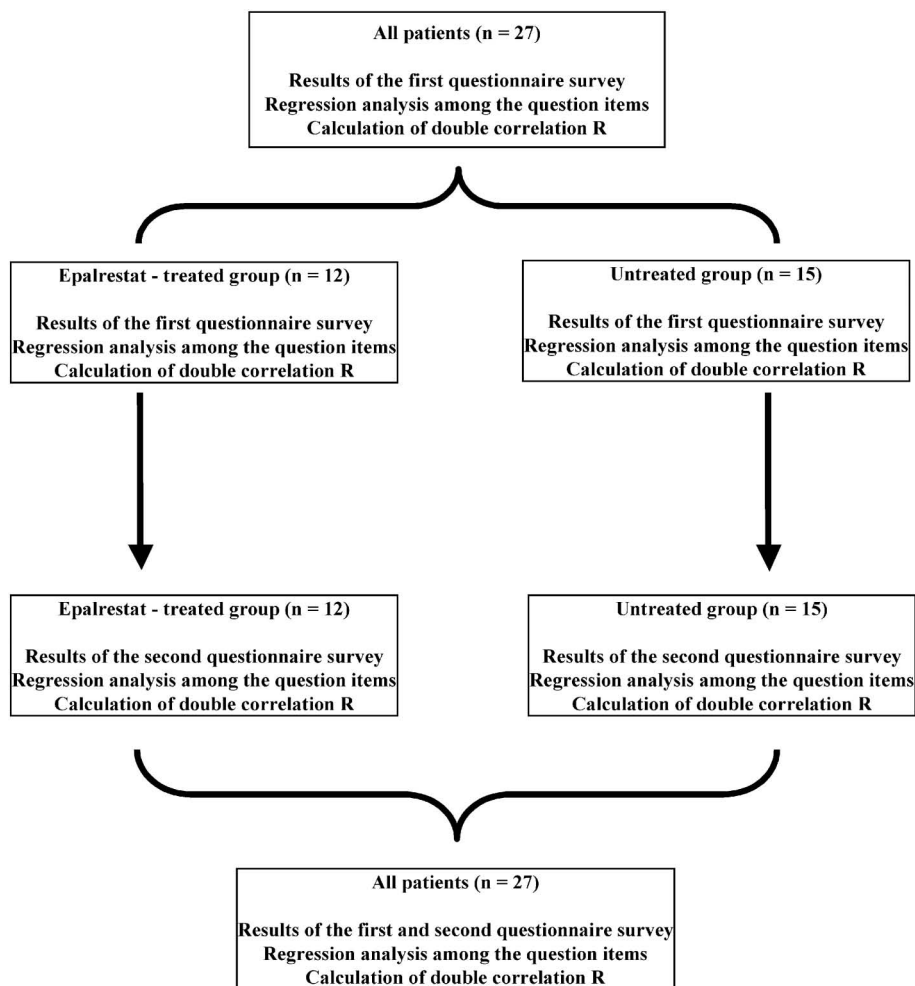 All patients (n = 27)
Results of the first questionnaire survey
Regression analysis among the question items
Calculation of double correlation R
Epalrestat - treated group (n = 12)
Results of the first questionnaire survey
Regression analysis among the question items
Calculation of double correlation R
Untreated group (n = 15)
Results of the first questionnaire survey
Regression analysis among the question items
Calculation of double correlation R
Epalrestat - treated group (n = 12)
Results of the second questionnaire survey
Regression analysis among the question items
Calculation of double correlation R
Untreated group (n = 15)
Results of the second questionnaire survey
Regression analysis among the question items
Calculation of double correlation R
All patients (n = 27)
Results of the first and second questionnaire survey
Regression analysis among the question items
Calculation of double correlation R